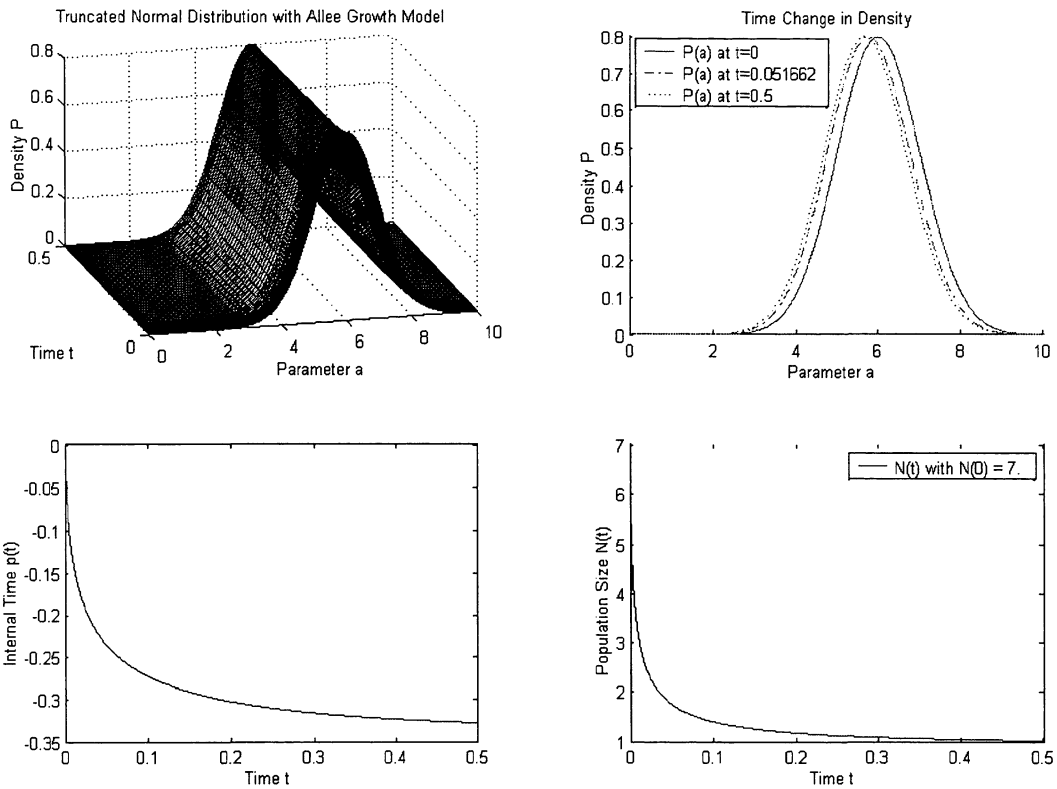 Truncated Normal Distribution with Allee Growth Model
Density P
0.8
0.6
0.4
0.2
0
0.5
Time t
0
0
2
4
6
8
10
Parameter a
Time Change in Density
Density P
0.8
0.7
0.6
0.5
0.4
0.3
0.2
0.1
0
P(a) at t=0
P(a) at t=0.051662
P(a) at t=0.5
0 2 4 6 8 10
Parameter a
Internal Time p(t)
0
-0.05
-0.1
-0.15
-0.2
-0.25
-0.3
-0.35
0 0.1 0.2 0.3 0.4 0.5
Time t
Population Size N(t)
7
6
5
4
3
2
1
N(t) with N(0) = 7.
0 0.1 0.2 0.3 0.4 0.5
Time t